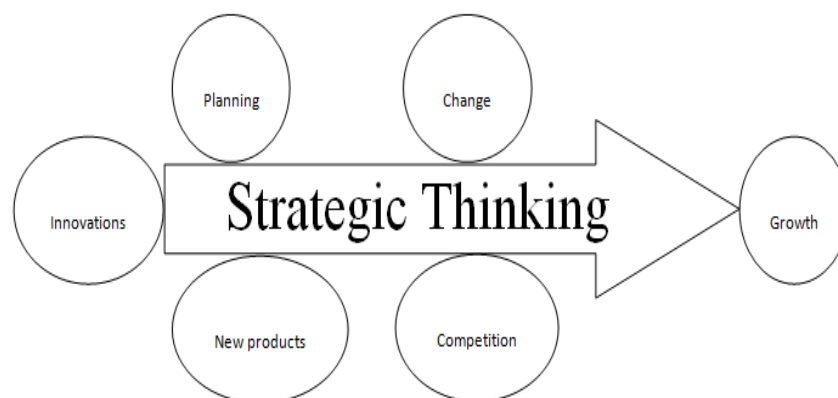 Planning
Change
Innovations
Strategic Thinking
Growth
New products
Competition